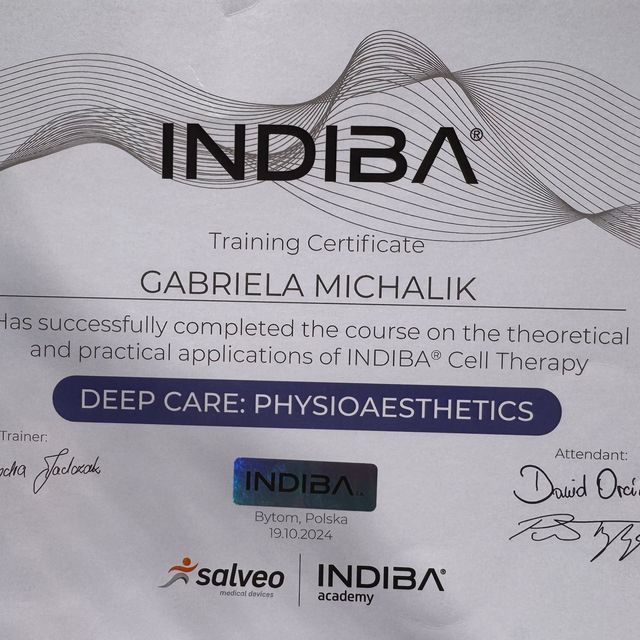 INDIBA®
Training Certificate
GABRIELA MICHALIK
Has successfully completed the course on the theoretical
and practical applications of INDIBA® Cell Therapy
DEEP CARE: PHYSIOAESTHETICS
Trainer:
Attendant:
Dawid
INDIBA
Bytom, Polska
19.10.2024
salveo
medical devices
INDIBA®
academy